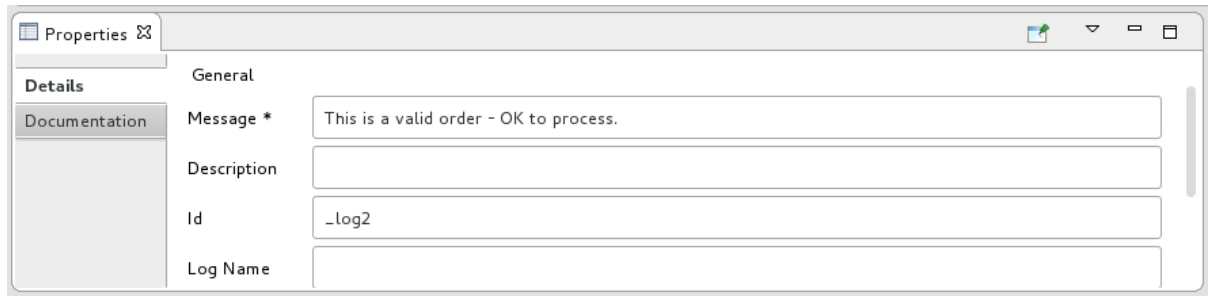 Properties
Details
Documentation
General
Message * This is a valid order - OK to process.
Description
Id _log2
Log Name